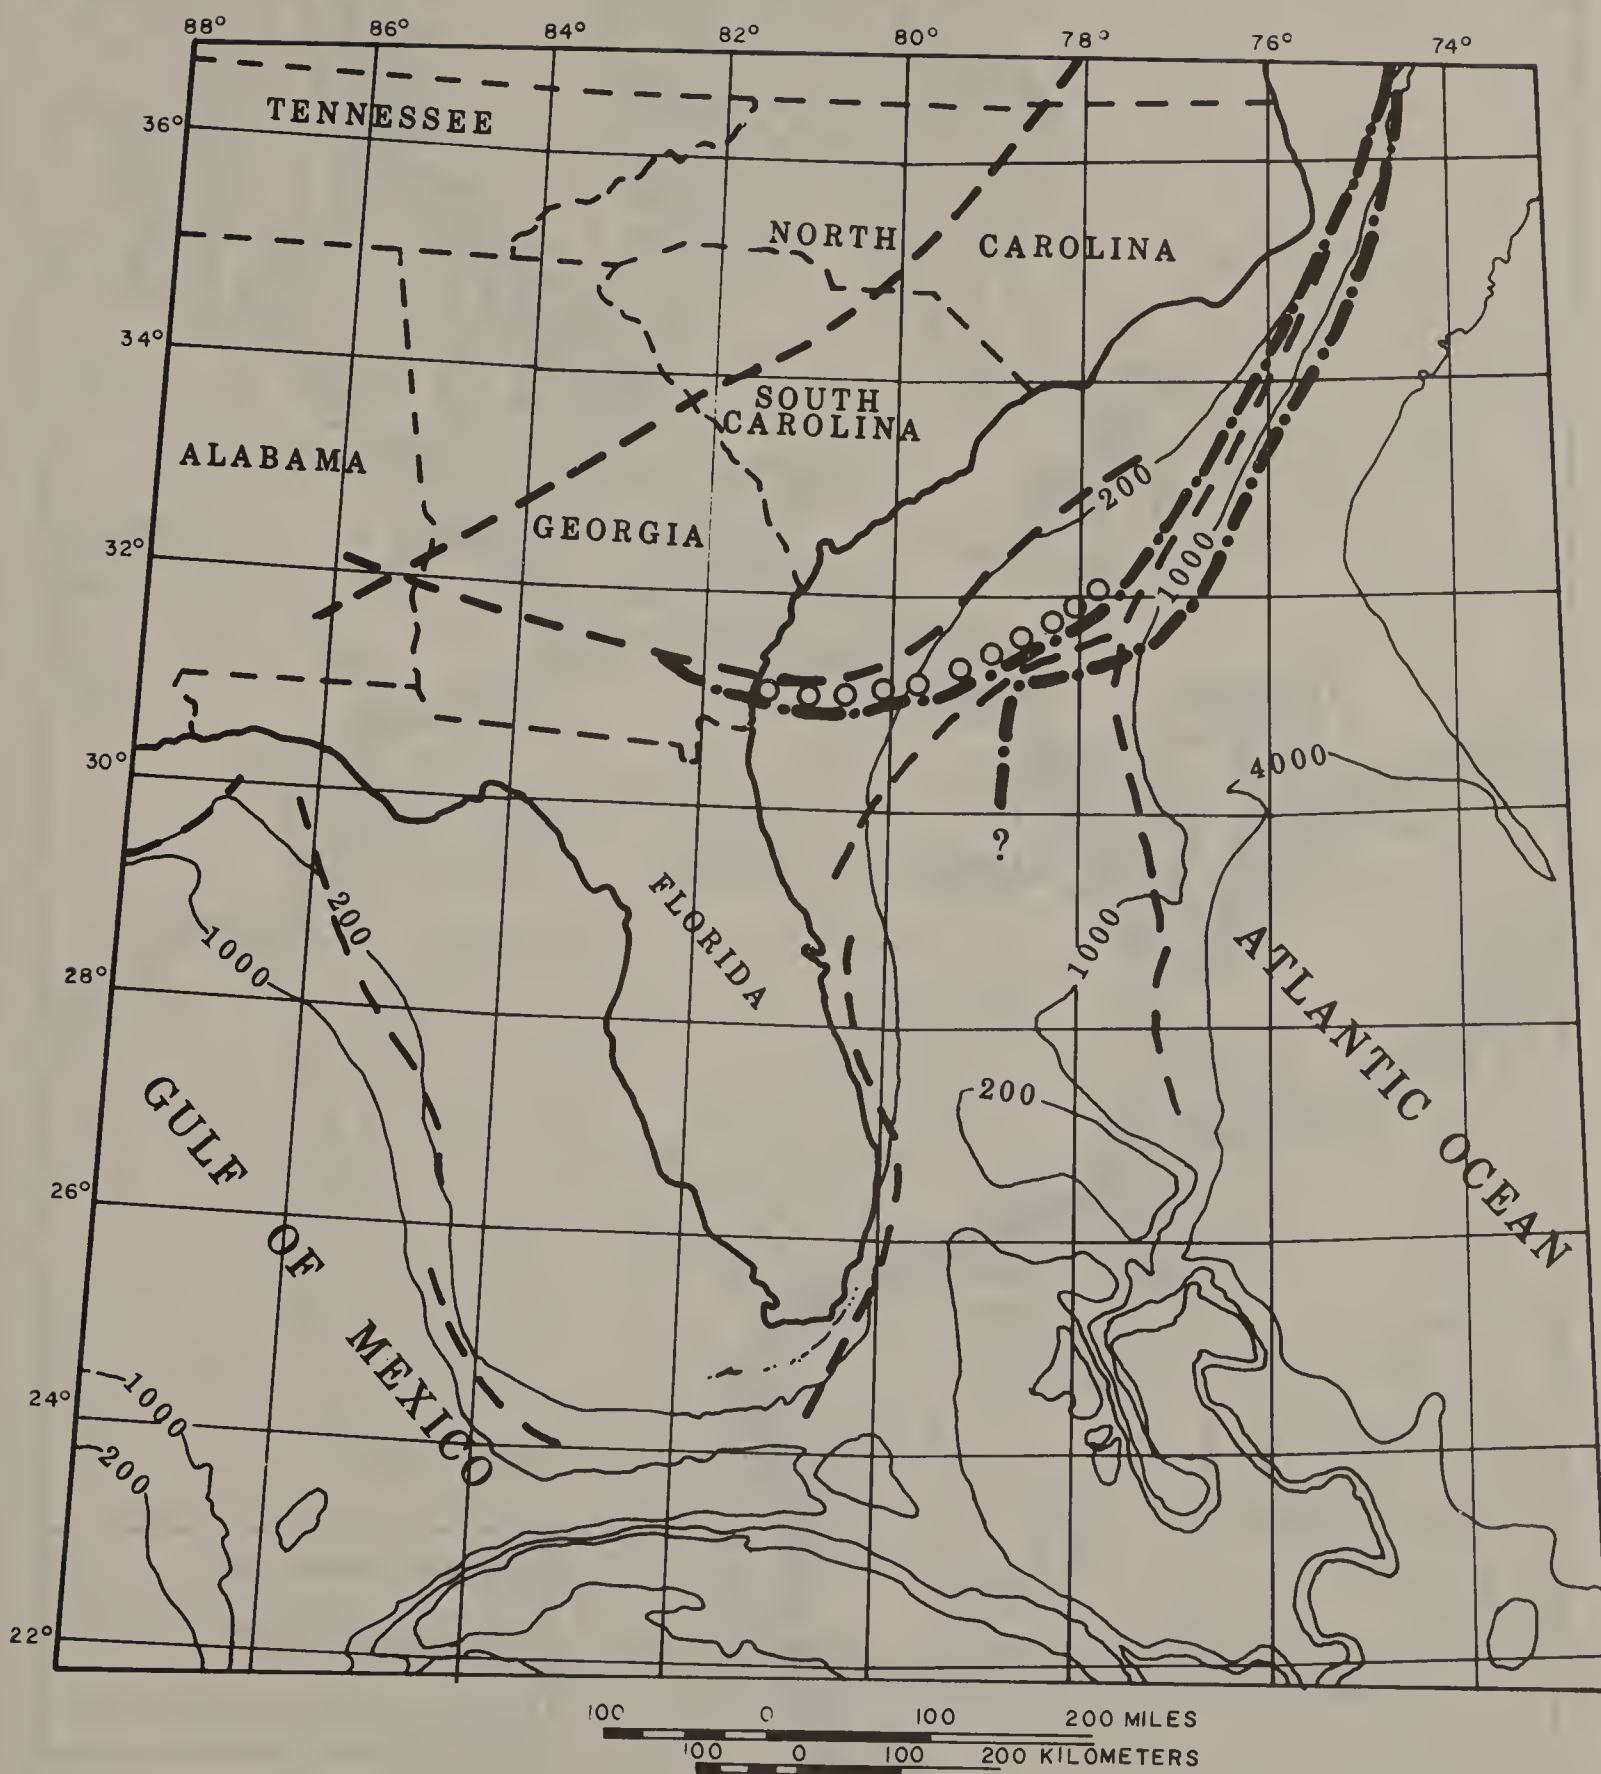 88° 86° 84° 82° 80° 78° 76° 74°
36°
TENNESSEE
NORTH CAROLINA
34°
SOUTH
CAROLINA
ALABAMA
200
GEORGIA
32°
1000
30°
4000
?
200
FLORIDA
1000
1000
28°
ATLANTIC OCEAN
200
GULF OF MEXICO
26°
24°
1000
200
22°
100 0 100 200 MILES
100 0 100 200 KILOMETERS